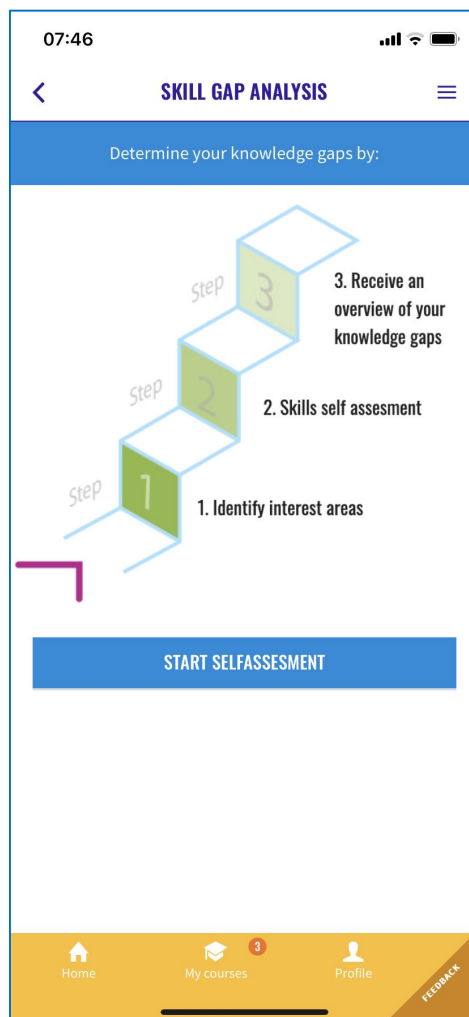 07:46
SKILL GAP ANALYSIS
Determine your knowledge gaps by:
Step
3
3. Receive an
overview of your
knowledge gaps
Step
2
2. Skills self assesment
Step
1
1. Identify interest areas
START SELFASSESMENT
3
Home
My courses
Profile
FEEDBACK